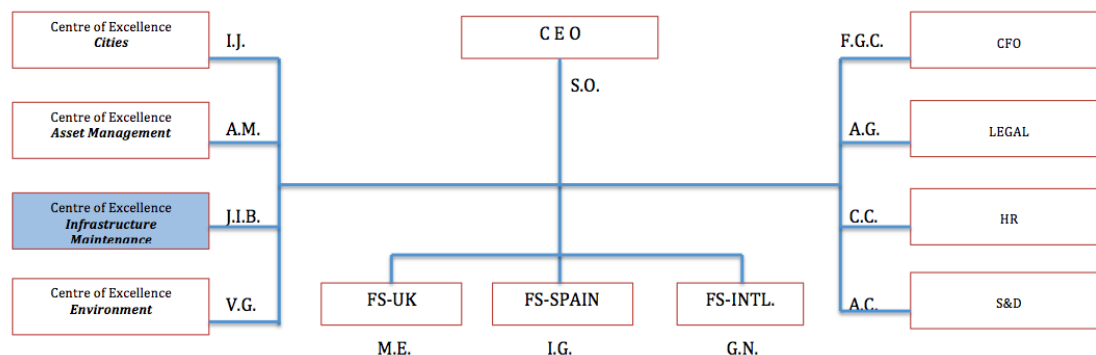 Centre of Excellence
Cities
I.J.
C E O
F.G.C.
CFO
S.O.
Centre of Excellence
Asset Management
A.M.
A.G.
LEGAL
Centre of Excellence
Infrastructure
Maintenance
J.I.B.
C.C.
HR
Centre of Excellence
Environment
V.G.
FS-UK
FS-SPAIN
FS-INTL.
A.C.
S&D
M.E.
I.G.
G.N.